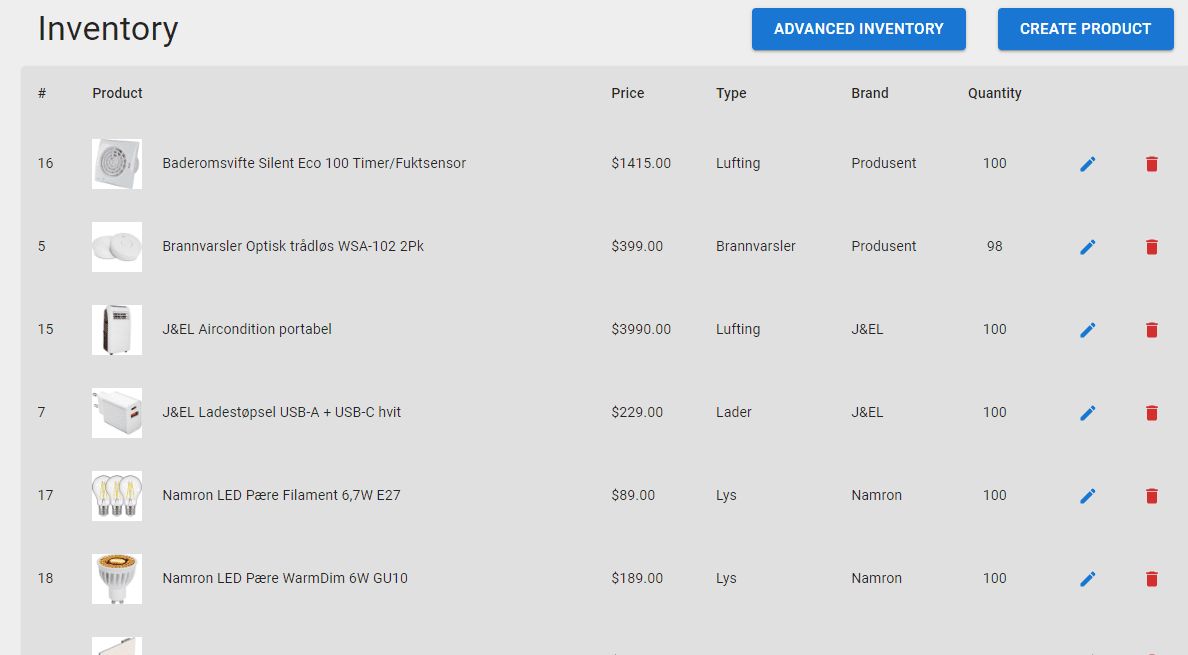 Inventory
ADVANCED INVENTORY
CREATE PRODUCT
# Product Price Type Brand Quantity
16 Baderomsvifte Silent Eco 100 Timer/Fuktsensor $1415.00 Lufting Produsent 100
5 Brannvarsler Optisk trådløs WSA-102 2Pk $399.00 Brannvarsler Produsent 98
15 J&EL Aircondition portabel $3990.00 Lufting J&EL 100
7 J&EL Ladestøpsel USB-A + USB-C hvit $229.00 Lader J&EL 100
17 Namron LED Pære Filament 6,7W E27 $89.00 Lys Namron 100
18 Namron LED Pære WarmDim 6W GU10 $189.00 Lys Namron 100